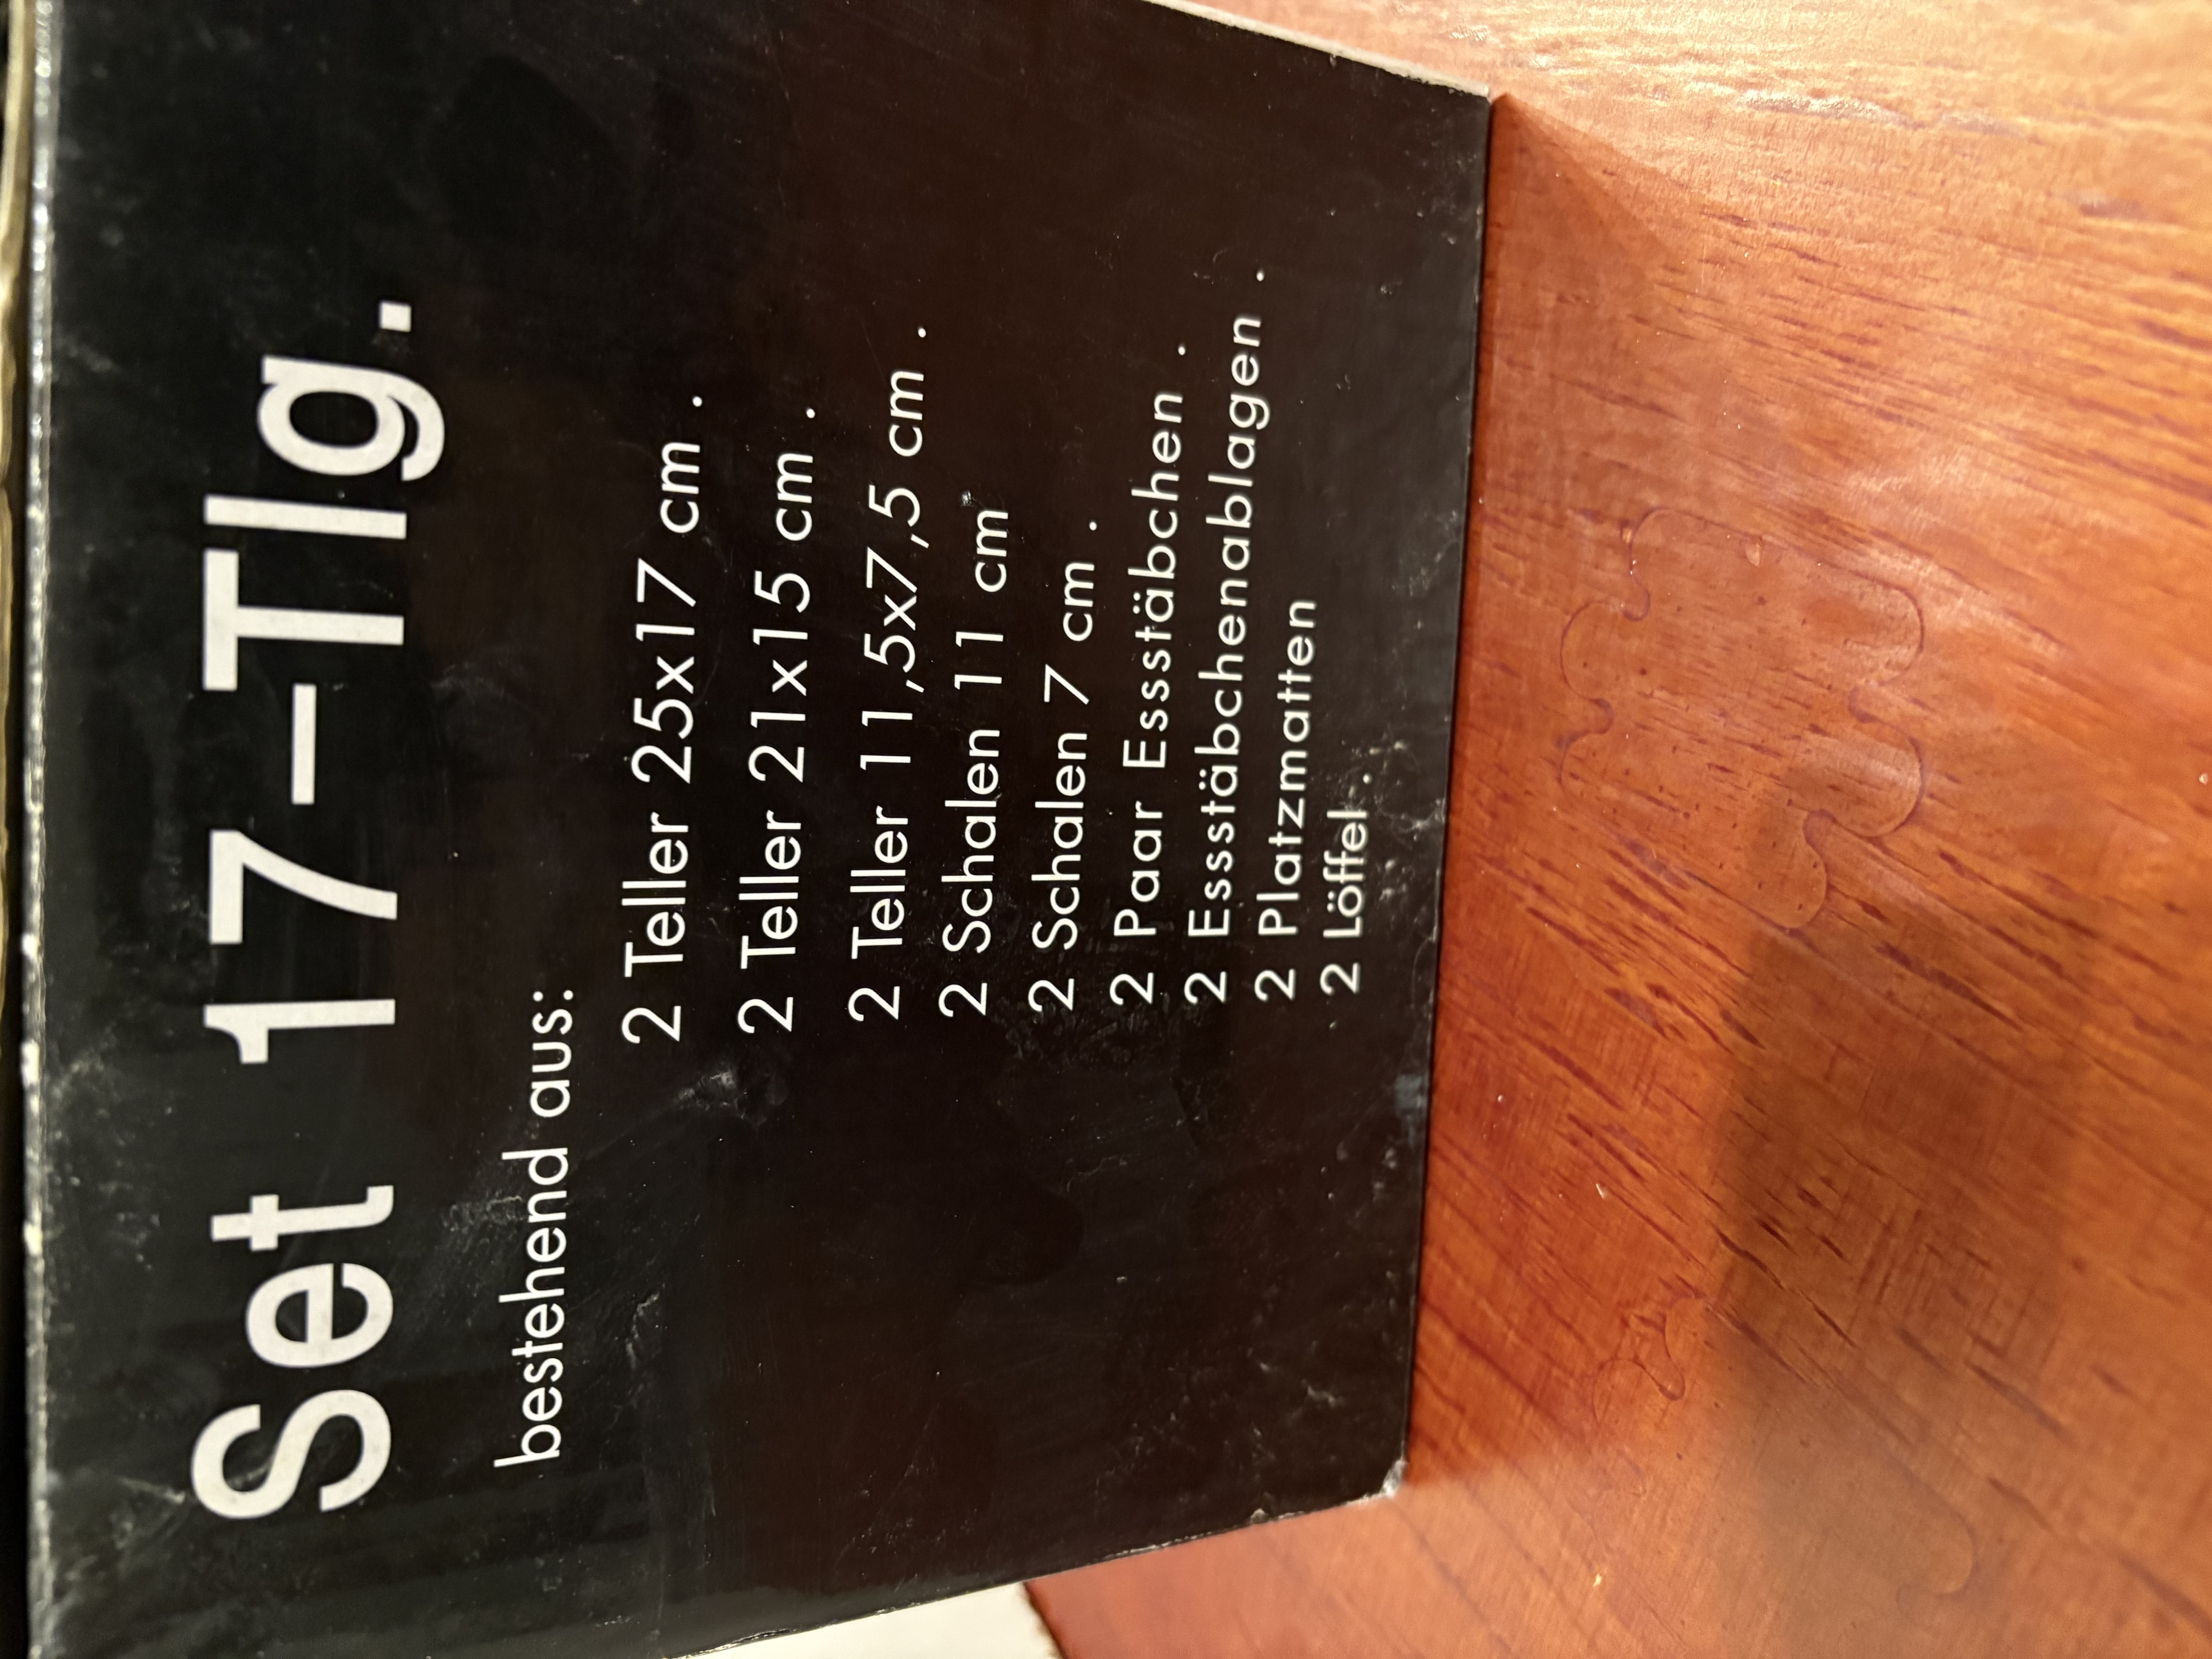 Set 17-Tlg.
bestehend aus:
2 Teller 25x17 cm .
2 Teller 21x15 cm .
2 Teller 11,5x7,5 cm .
2 Schalen 11 cm
2 Schalen 7 cm .
2 Paar Essstäbchen .
2 Essstäbchenablagen .
2 Platzmatten
2 Löffel .